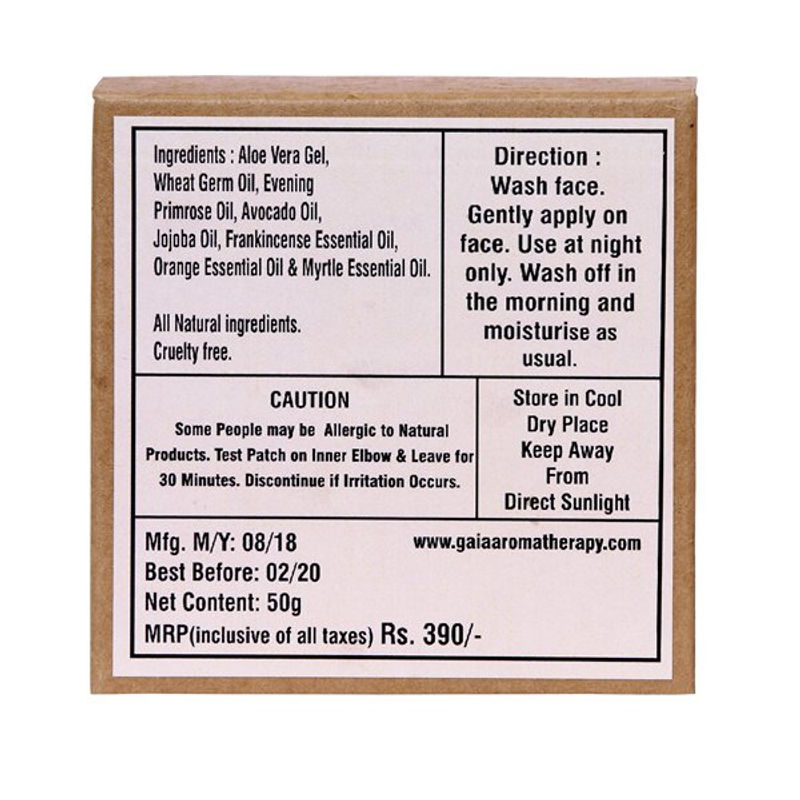 Ingredients : Aloe Vera Gel,
Wheat Germ Oil, Evening
Primrose Oil, Avocado Oil,
Jojoba Oil, Frankincense Essential Oil,
Orange Essential Oil & Myrtle Essential Oil.
All Natural ingredients.
Cruelty free.
Direction :
Wash face.
Gently apply on
face. Use at night
only. Wash off in
the morning and
moisturise as
usual.
CAUTION
Some People may be Allergic to Natural
Products. Test Patch on Inner Elbow & Leave for
30 Minutes. Discontinue if Irritation Occurs.
Store in Cool
Dry Place
Keep Away
From
Direct Sunlight
Mfg. M/Y: 08/18
Best Before: 02/20
Net Content: 50g
MRP(inclusive of all taxes) Rs. 390/-
www.gaiaaromatherapy.com